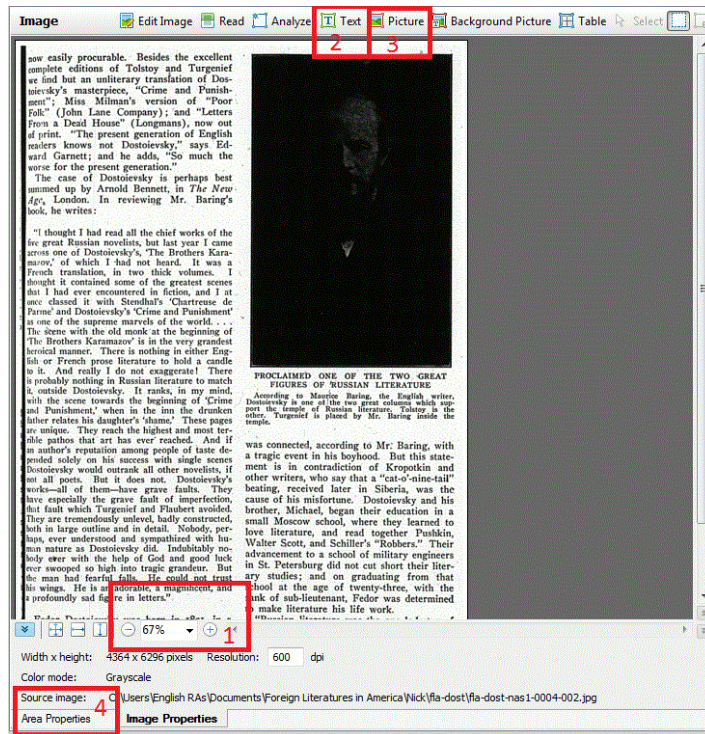 Image
Edit Image
Read
Analyze
Text
Picture
Background Picture
Table
Select
2
3
now easily procurable. Besides the excellent
complete editions of Tolstoy and Turgenief
we find but an unliterary translation of Dos-
toievsky's masterpiece, "Crime and Punish-
ment"; Miss Milman's version of "Poor
Folk" (John Lane Company); and "Letters
From a Dead House" (Longmans), now out
of print. "The present generation of English
readers knows not Dostoievsky," says Ed-
ward Garnett; and he adds, "So much the
worse for the present generation."
The case of Dostoievsky is perhaps best
summed up by Arnold Bennett, in The New
Age, London. In reviewing Mr. Baring's
book, he writes:
"I thought I had read all the chief works of the
five great Russian novelists, but last year I came
across one of Dostoievsky's, 'The Brothers Kara-
mazov,' of which I had not heard. It was a
French translation, in two thick volumes. I
thought it contained some of the greatest scenes
that I had ever encountered in fiction, and I at
once classed it with Stendhal's 'Chartreuse de
Parme' and Dostoievsky's 'Crime and Punishment'
as one of the supreme marvels of the world. . . .
The scene with the old monk at the beginning of
'The Brothers Karamazov' is in the very grandest
heroical manner. There is nothing in either Eng-
lish or French prose literature to hold a candle
to it. And really I do not exaggerate! There
is probably nothing in Russian literature to match
it, outside Dostoievsky. It ranks, in my mind,
with the scene towards the beginning of 'Crime
and Punishment,' when in the inn the drunken
father relates his daughter's 'shame.' These pages
are unique. They reach the highest and most ter-
rible pathos that art has ever reached. And if
an author's reputation among people of taste de-
pended solely on his success with single scenes
Dostoievsky would outrank all other novelists, if
not all poets. But it does not. Dostoievsky's
works—all of them—have grave faults. They
have especially the grave fault of imperfection,
that fault which Turgenief and Flaubert avoided.
They are tremendously unlevel, badly constructed,
both in large outline and in detail. Nobody, per-
haps, ever understood and sympathized with hu-
man nature as Dostoievsky did. Indubitably no-
body ever with the help of God and good luck
ever swooped so high into tragic grandeur. But
the man had fearful falls. He could not trust
his wings. He is an adorable, a magnificent, and
a profoundly sad figure in letters."
PROCLAIMED ONE OF THE TWO GREAT
FIGURES OF RUSSIAN LITERATURE
According to Maurice Baring, the English writer,
Dostoievsky is one of the two great columns which sup-
port the temple of Russian literature. Tolstoy is the
other. Turgenief is placed by Mr. Baring inside the
temple.
was connected, according to Mr. Baring, with
a tragic event in his boyhood. But this state-
ment is in contradiction of Kropotkin and
other writers, who say that a "cat-o'-nine-tail"
beating, received later in Siberia, was the
cause of his misfortune. Dostoievsky and his
brother, Michael, began their education in a
small Moscow school, where they learned to
love literature, and read together Pushkin,
Walter Scott, and Schiller's "Robbers." Their
advancement to a school of military engineers
in St. Petersburg did not cut short their liter-
ary studies; and on graduating from that
school at the age of twenty-three, with the
rank of sub-lieutenant, Fedor was determined
to make literature his life work.
67%
1
Width x height: 4364 x 6296 pixels Resolution: 600 dpi
Color mode: Grayscale
Source image: C:\Users\English RAs\Documents\Foreign Literatures in America\Nick\fla-dost\fla-dost-nas1-0004-002.jpg
4
Area Properties
Image Properties